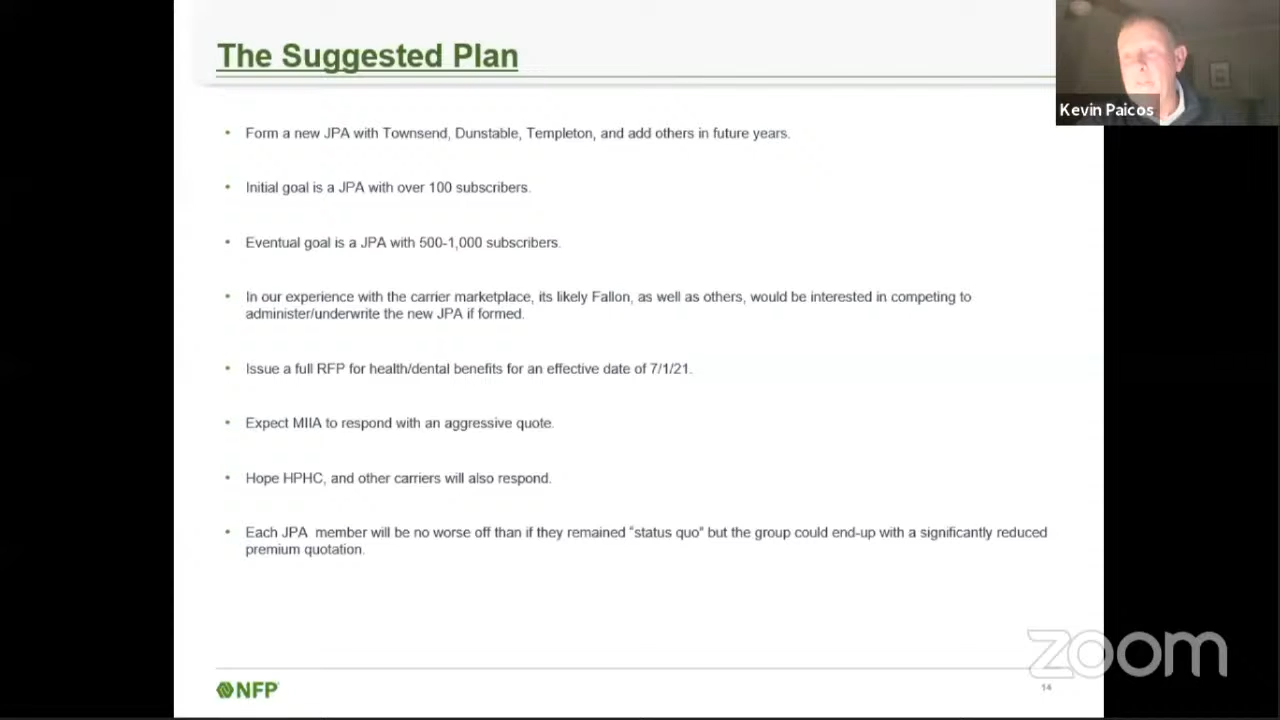 The Suggested Plan
Kevin Paicos
• Form a new JPA with Townsend, Dunstable, Templeton, and add others in future years.
• Initial goal is a JPA with over 100 subscribers.
• Eventual goal is a JPA with 500-1,000 subscribers.
• In our experience with the carrier marketplace, its likely Fallon, as well as others, would be interested in competing to
administer/underwrite the new JPA if formed.
• Issue a full RFP for health/dental benefits for an effective date of 7/1/21.
• Expect MIIA to respond with an aggressive quote.
• Hope HPHC, and other carriers will also respond.
• Each JPA  member will be no worse off than if they remained "status quo" but the group could end-up with a significantly reduced
premium quotation.
zoom
NFP
14